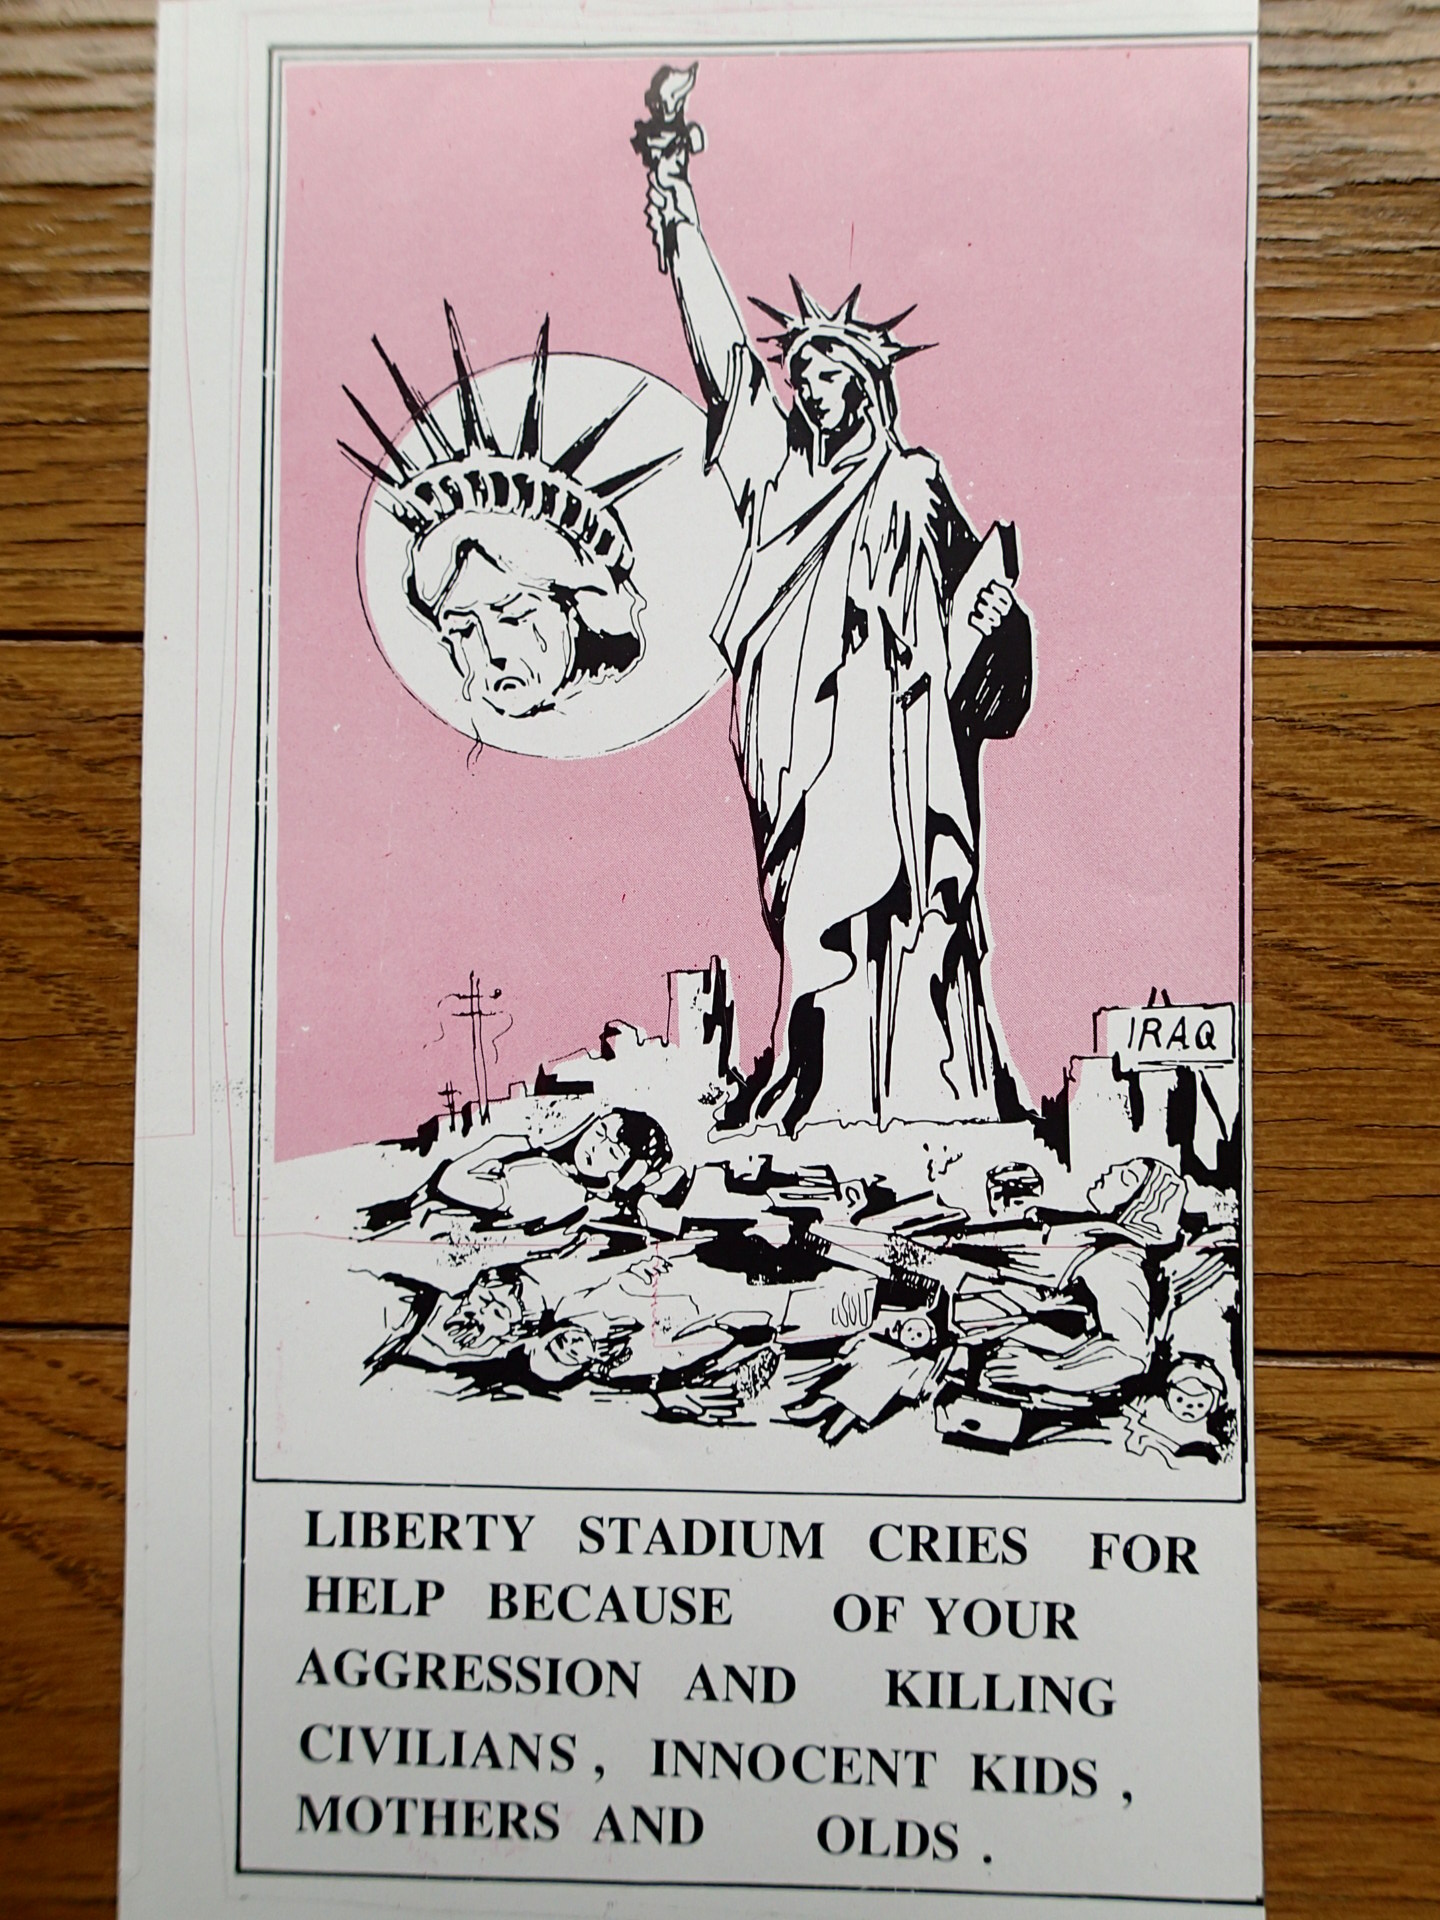 IRAQ
LIBERTY STADIUM CRIES FOR
HELP BECAUSE OF YOUR
AGGRESSION AND KILLING
CIVILIANS, INNOCENT KIDS,
MOTHERS AND OLDS.